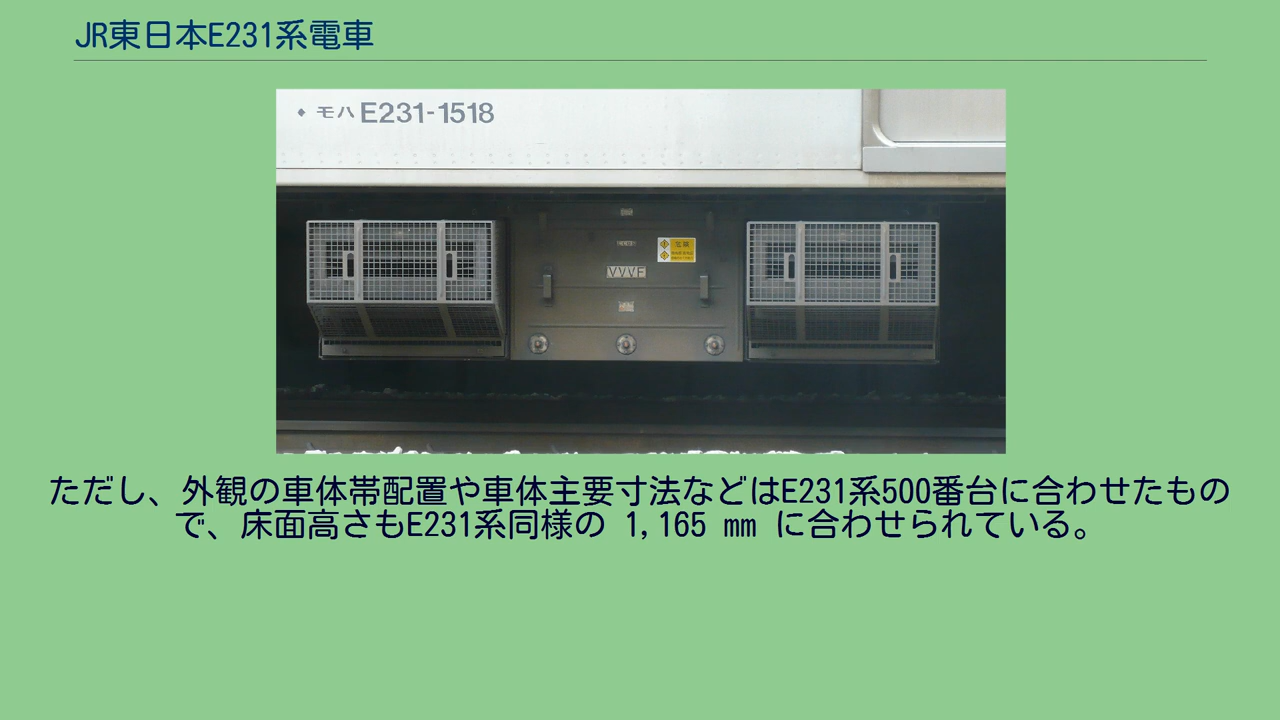 JR東日本E231系電車
◆ モハE231-1518
VVVF
ただし、外観の車体帯配置や車体主要寸法などはE231系500番台に合わせたもの
で、床面高さもE231系同様の 1,165 mm に合わせられている。